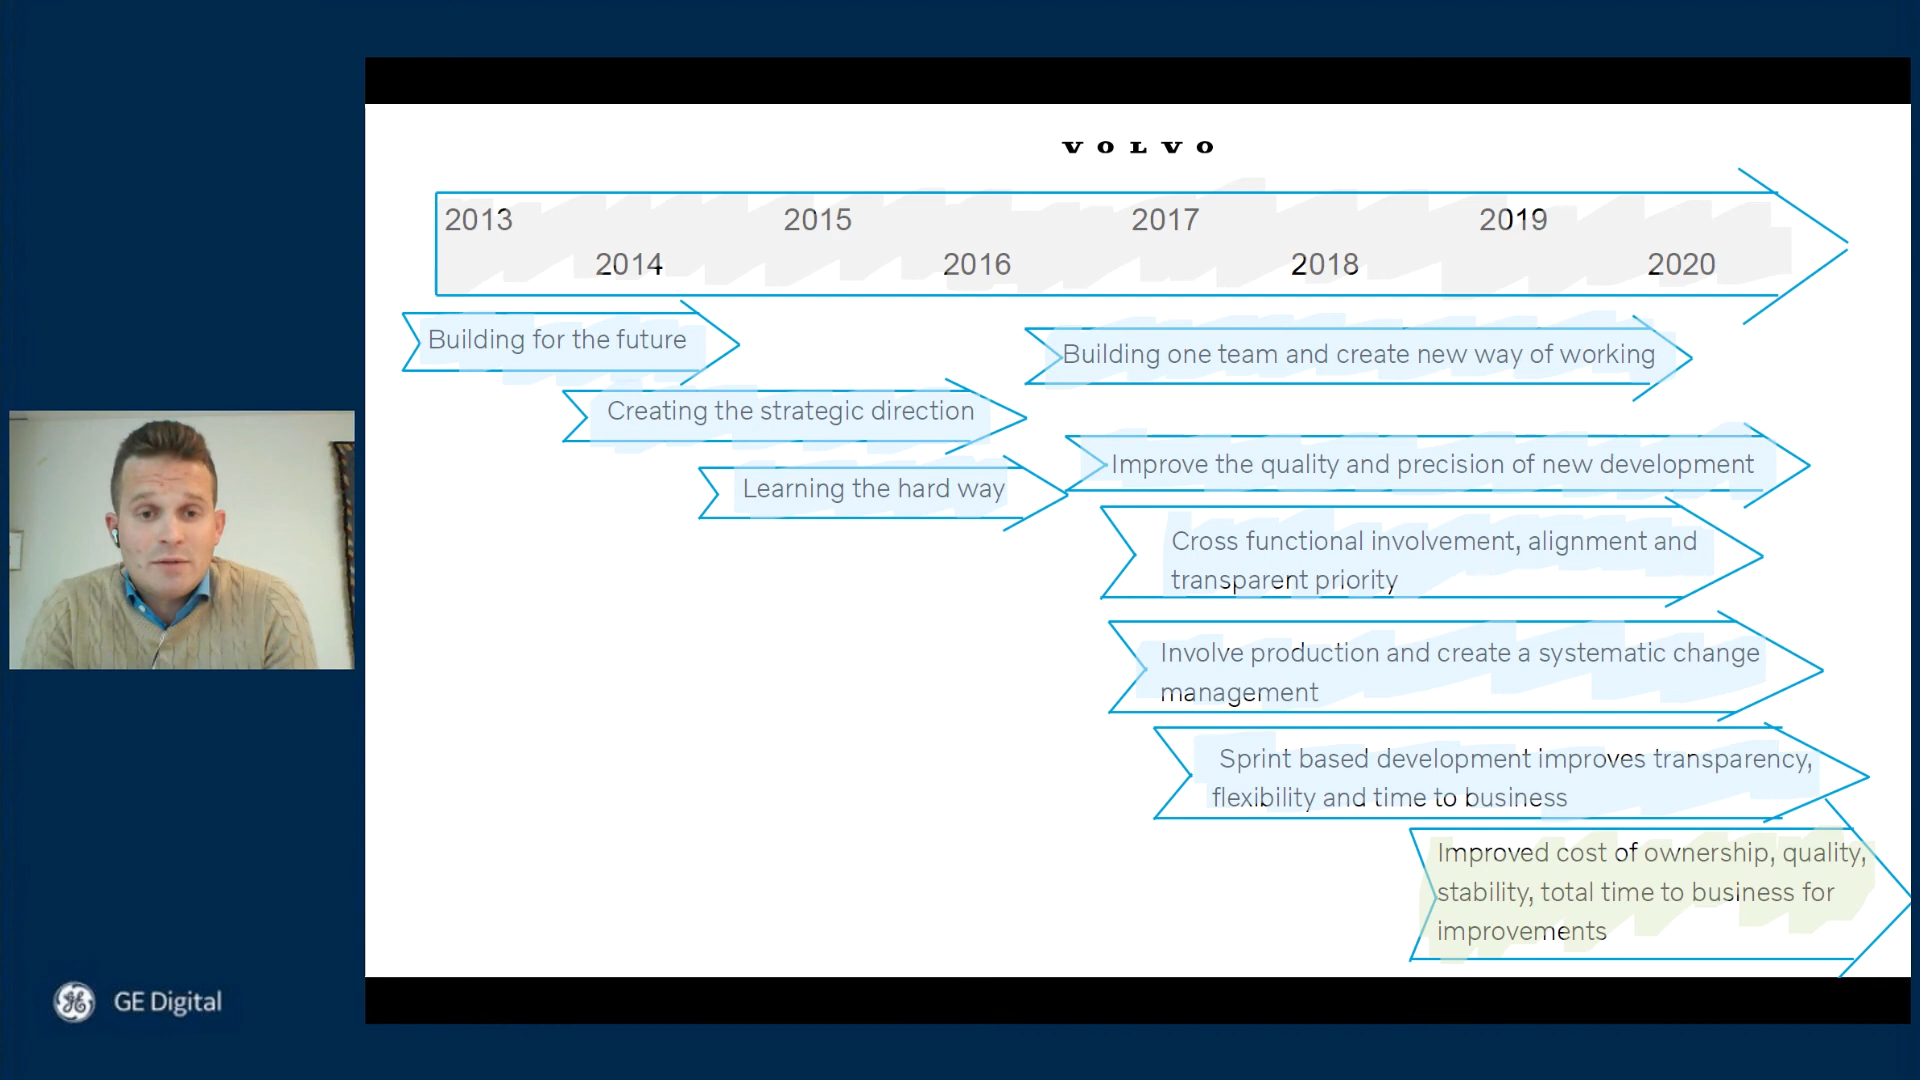 VOLVO
2013
2014
2015
2016
2017
2018
2019
2020
Building for the future
Creating the strategic direction
Learning the hard way
Building one team and create new way of working
Improve the quality and precision of new development
Cross functional involvement, alignment and
transparent priority
Involve production and create a systematic change
management
Sprint based development improves transparency,
flexibility and time to business
Improved cost of ownership, quality,
stability, total time to business for
improvements
GE Digital